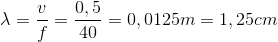 λ = v/f = 0,5/40 = 0,0125m = 1,25cm